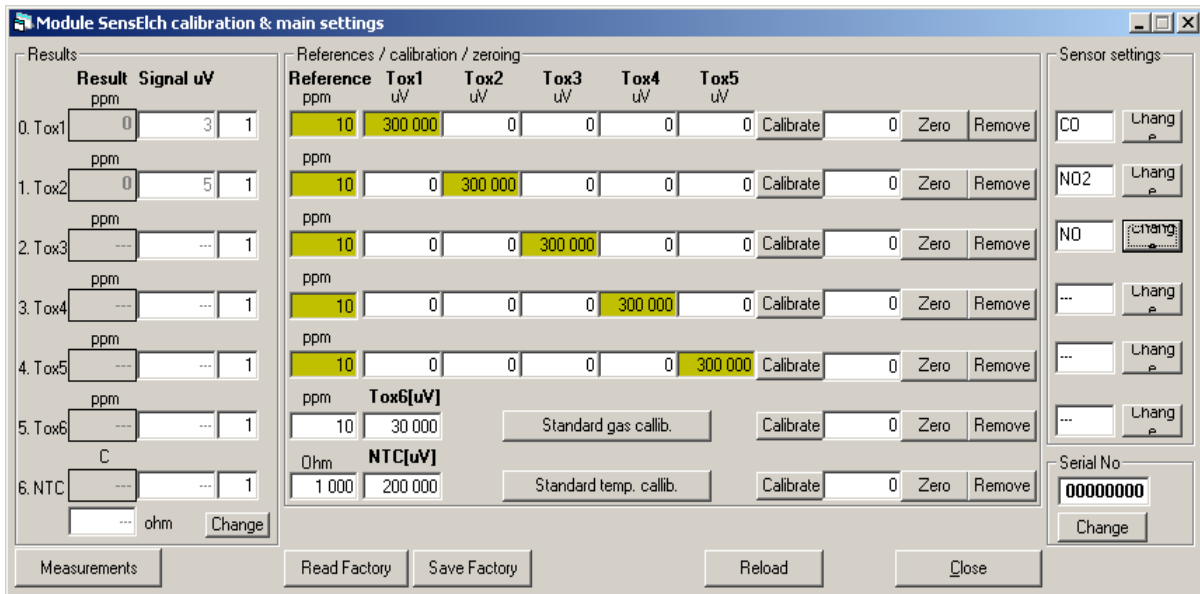 Module SensElch calibration & main settings
Results References / calibration / zeroing Sensor settings
Result Signal uV Reference Tox1 Tox2 Tox3 Tox4 Tox5
ppm ppm uV uV uV uV uV
0. Tox1 0 3 1 10 300 000 0 0 0 0 Calibrate 0 Zero Remove CO Change
ppm ppm
1. Tox2 0 5 1 10 0 300 000 0 0 0 Calibrate 0 Zero Remove NO2 Change
ppm ppm
2. Tox3 --- --- 1 10 0 0 300 000 0 0 Calibrate 0 Zero Remove NO Change
ppm ppm
3. Tox4 --- --- 1 10 0 0 0 300 000 0 Calibrate 0 Zero Remove --- Change
ppm ppm
4. Tox5 --- --- 1 10 0 0 0 0 300 000 Calibrate 0 Zero Remove --- Change
ppm ppm Tox6[uV]
5. Tox6 --- --- 1 10 30 000 Standard gas callib. Calibrate 0 Zero Remove --- Change
C Ohm NTC[uV] Serial No
6. NTC --- --- 1 1 000 200 000 Standard temp. callib. Calibrate 0 Zero Remove 00000000
--- ohm Change Change
Measurements Read Factory Save Factory Reload Close